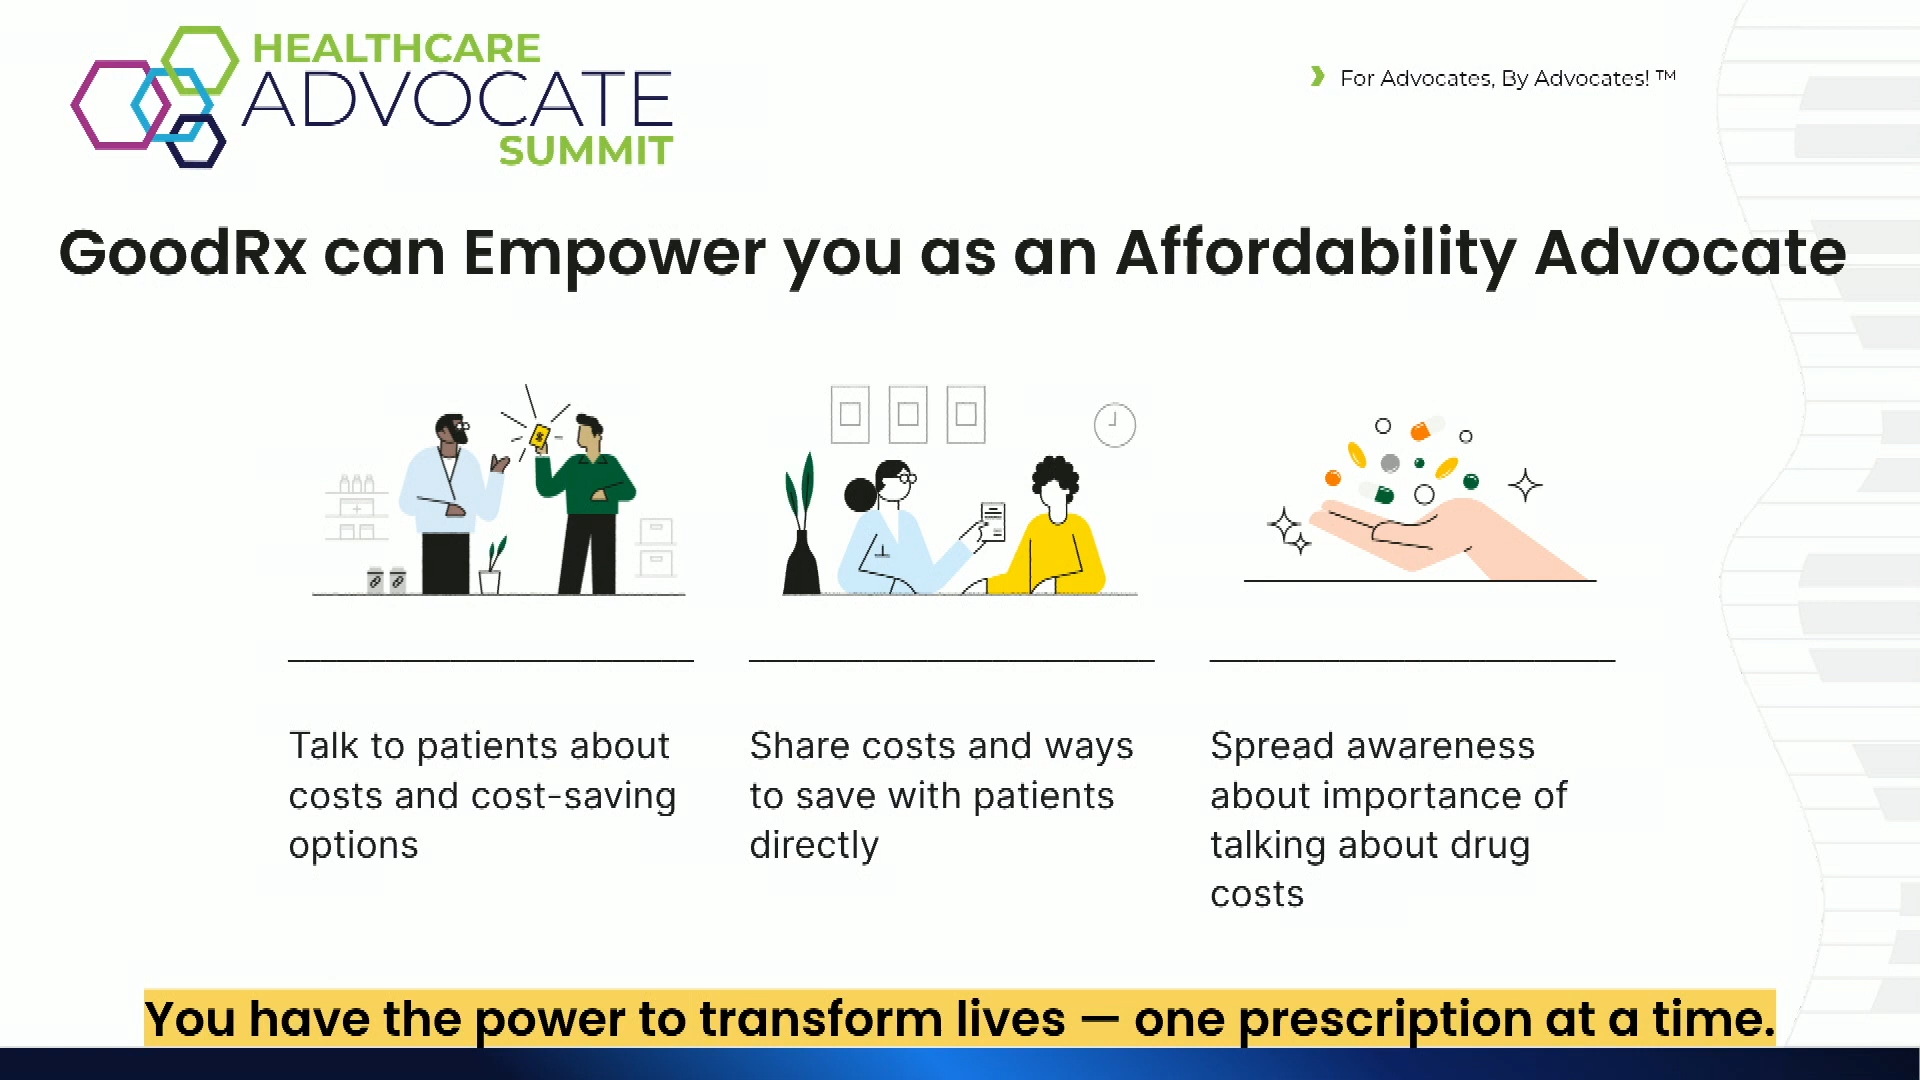 HEALTHCARE
ADVOCATE
SUMMIT
For Advocates, By Advocates! ™
GoodRx can Empower you as an Affordability Advocate
Talk to patients about
costs and cost-saving
options
Share costs and ways
to save with patients
directly
Spread awareness
about importance of
talking about drug
costs
You have the power to transform lives — one prescription at a time.